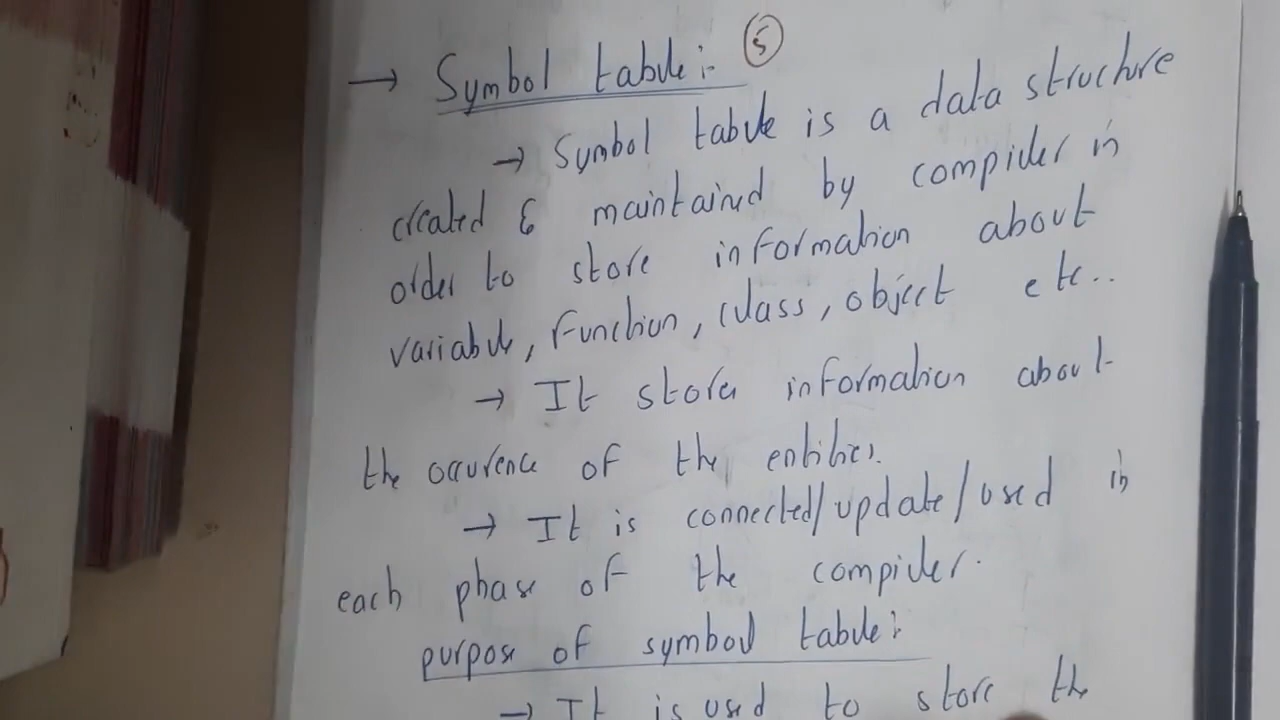 → Symbol table :- 5
→ Symbol table is a data structure
created & maintained by compiler in
order to store information about
variable, function, class, object etc..
→ It stores information about
the occurence of the entities.
→ It is connected/update/used in
each phase of the compiler.
purpose of symbol table :
→ It is used to store the